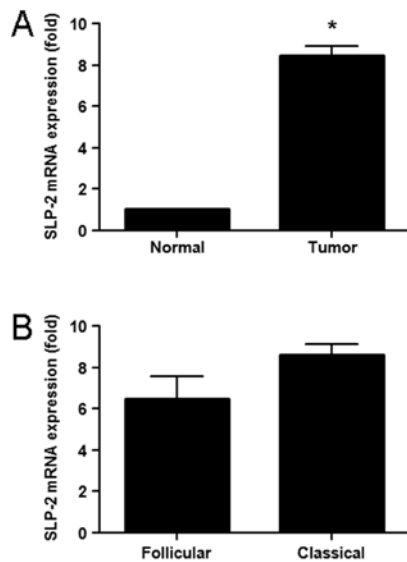 A
SLP-2 mRNA expression (fold)
10
8
6
4
2
0
*
Normal
Tumor
B
SLP-2 mRNA expression (fold)
10
8
6
4
2
0
Follicular
Classical